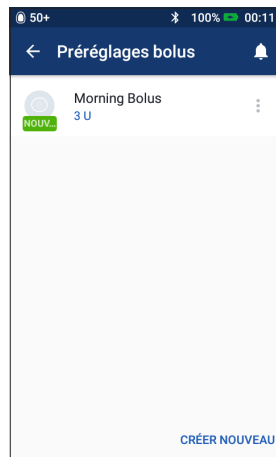 50+ 100% 00:11
Préréglages bolus
Morning Bolus
3 U
NOUV...
CRÉER NOUVEAU